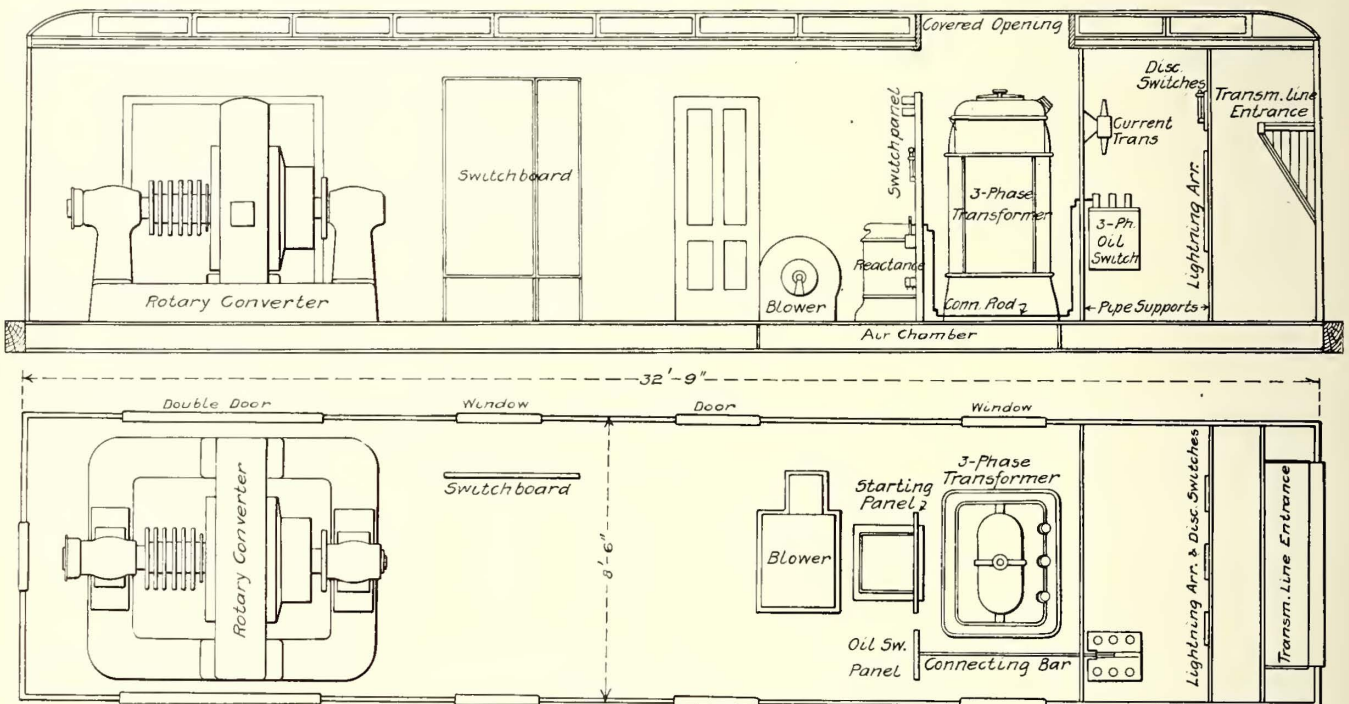 Covered Opening
Disc.
Switches
Transm. Line
Entrance
Switchpanel
Current
Trans
Switchboard
3-Phase
Transformer
Lightning Arr.
3-Ph.
Oil
Switch
Reactance
Rotary Converter
Blower
Conn. Rod
Pipe Supports
Air Chamber
32'-9"
Double Door
Window
Door
Window
Switchboard
3-Phase
Transformer
Starting
Panel
Rotary Converter
8'-6"
Blower
Lightning Arr. & Disc. Switches
Transm. Line Entrance
Oil Sw.
Panel
Connecting Bar